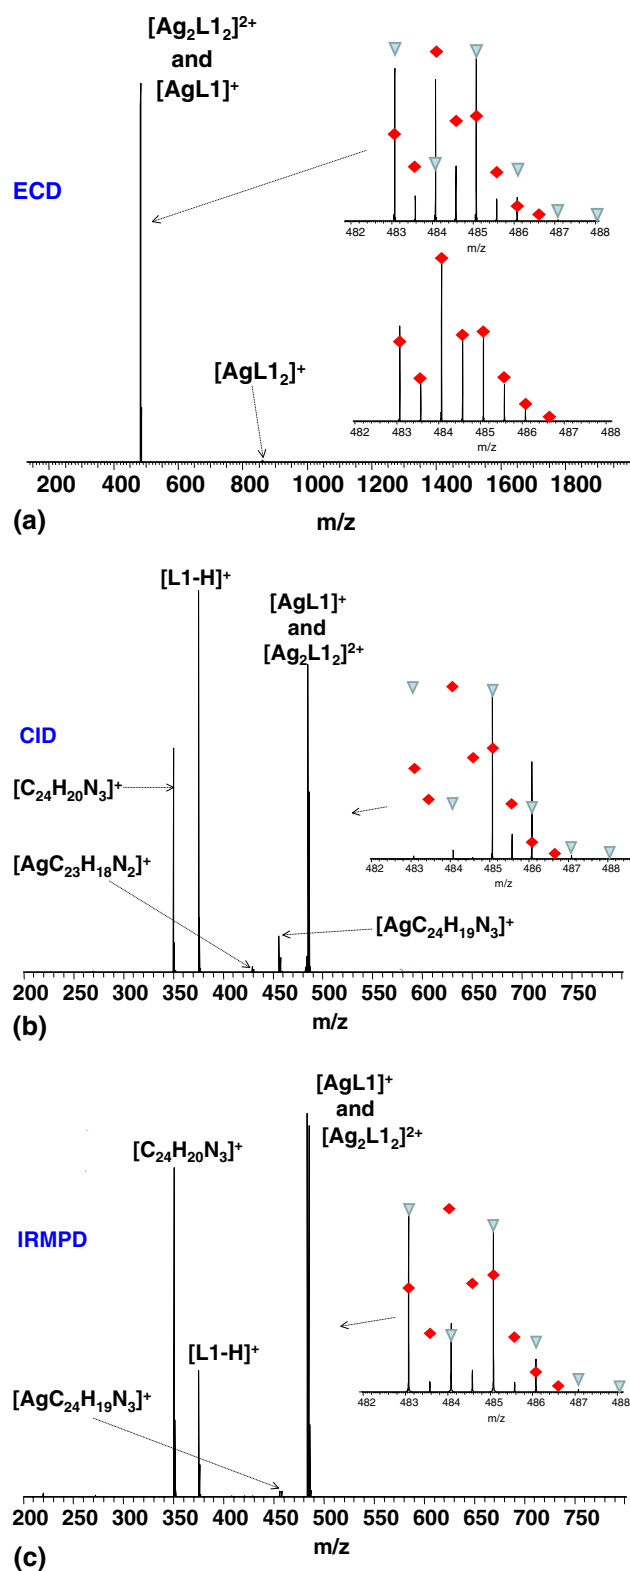 [Ag₂L1₂]²⁺
and
[AgL1]⁺
ECD
482 483 484 485 486 487 488
m/z
[AgL1₂]⁺
482 483 484 485 486 487 488
m/z
200 400 600 800 1000 1200 1400 1600 1800
(a) m/z
[L1-H]⁺
[AgL1]⁺
and
[Ag₂L1₂]²⁺
CID
[C₂₄H₂₀N₃]⁺
[AgC₂₃H₁₈N₂]⁺
482 483 484 485 486 487 488
m/z
[AgC₂₄H₁₉N₃]⁺
200 250 300 350 400 450 500 550 600 650 700 750
(b) m/z
[AgL1]⁺
and
[Ag₂L1₂]²⁺
[C₂₄H₂₀N₃]⁺
IRMPD
[L1-H]⁺
[AgC₂₄H₁₉N₃]⁺
482 483 484 485 486 487 488
m/z
200 250 300 350 400 450 500 550 600 650 700 750
(c) m/z